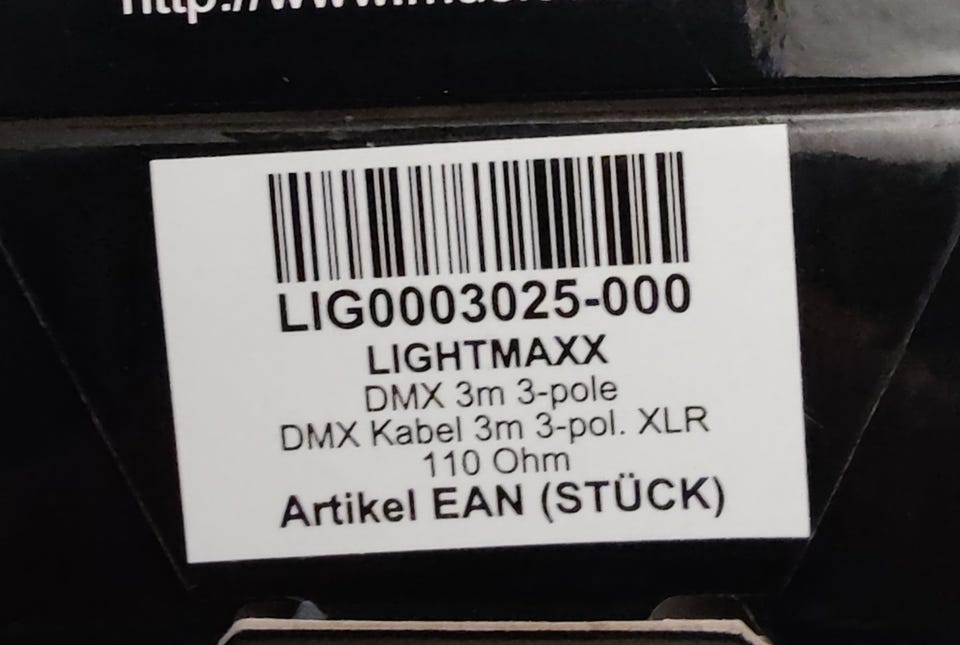 LIG0003025-000
LIGHTMAXX
DMX 3m 3-pole
DMX Kabel 3m 3-pol. XLR
110 Ohm
Artikel EAN (STÜCK)